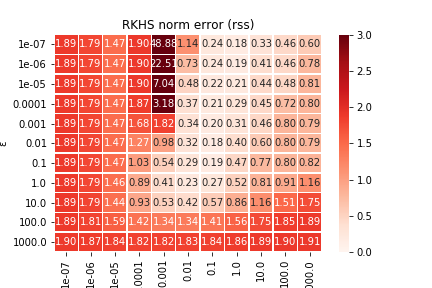 RKHS norm error (rss)
1e-07 1.89 1.79 1.47 1.90 48.88 1.14 0.24 0.18 0.33 0.46 0.60
1e-06 1.89 1.79 1.47 1.90 22.51 0.73 0.24 0.19 0.41 0.46 0.78
1e-05 1.89 1.79 1.47 1.90 7.04 0.48 0.22 0.21 0.44 0.48 0.81
0.0001 1.89 1.79 1.47 1.87 3.18 0.37 0.21 0.29 0.45 0.72 0.80
0.001 1.89 1.79 1.47 1.68 1.82 0.34 0.20 0.31 0.46 0.80 0.79
0.01 1.89 1.79 1.47 1.27 0.98 0.32 0.18 0.40 0.60 0.80 0.79
0.1 1.89 1.79 1.47 1.03 0.54 0.29 0.19 0.47 0.77 0.80 0.82
1.0 1.89 1.79 1.46 0.89 0.41 0.23 0.27 0.52 0.81 0.91 1.16
10.0 1.89 1.79 1.44 0.93 0.53 0.42 0.57 0.86 1.16 1.51 1.75
100.0 1.89 1.81 1.59 1.42 1.34 1.34 1.41 1.56 1.75 1.85 1.89
1000.0 1.90 1.87 1.84 1.82 1.82 1.83 1.84 1.86 1.89 1.90 1.91
1e-07 1e-06 1e-05 0001 0.001 0.01 0.1 1.0 10.0 100.0 000.0
ε
3.0
2.5
2.0
1.5
1.0
0.5
0.0